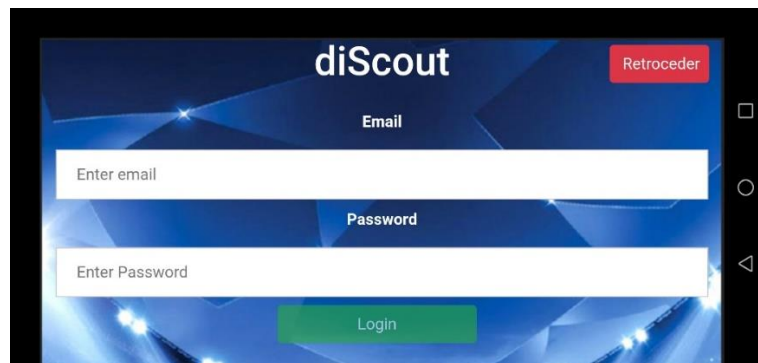 diScout
Retroceder
Email
Enter email
Password
Enter Password
Login